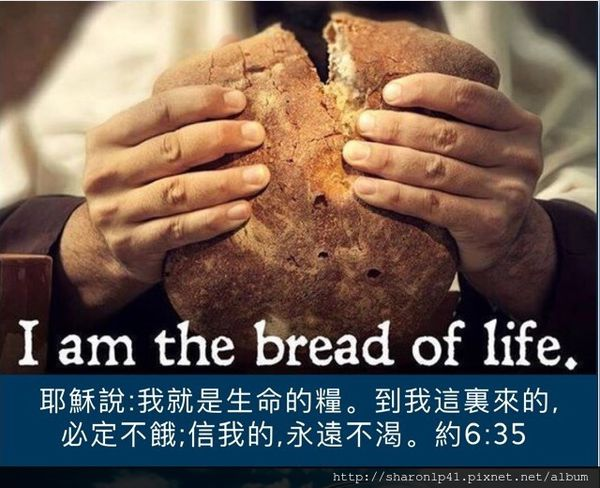 I am the bread of life.
耶穌說:我就是生命的糧。到我這裏來的,
必定不餓;信我的,永遠不渴。約6:35
http://sharonlp41.pixnet.net/album